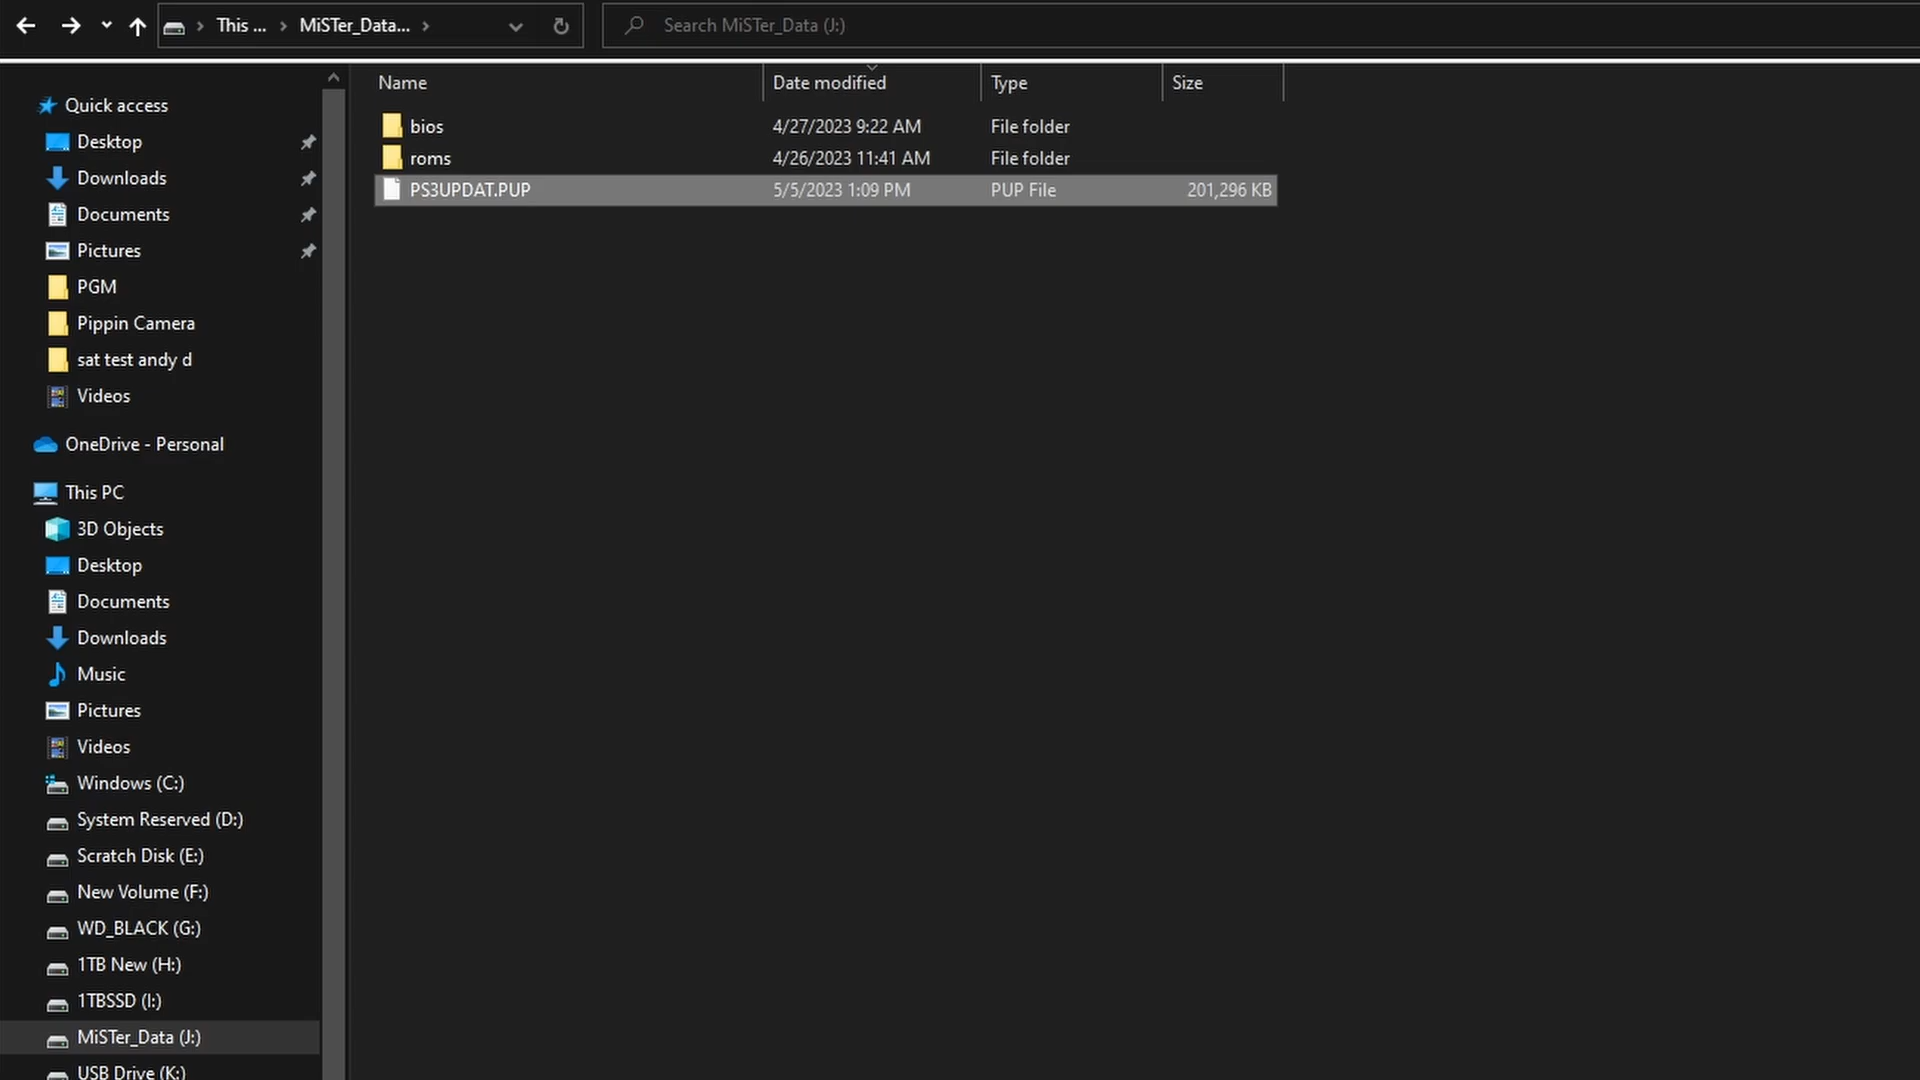 This ... MiSTer_Data...
Search MiSTer_Data (J:)
Name Date modified Type Size
bios 4/27/2023 9:22 AM File folder
roms 4/26/2023 11:41 AM File folder
PS3UPDAT.PUP 5/5/2023 1:09 PM PUP File 201,296 KB
Quick access
Desktop
Downloads
Documents
Pictures
PGM
Pippin Camera
sat test andy d
Videos
OneDrive - Personal
This PC
3D Objects
Desktop
Documents
Downloads
Music
Pictures
Videos
Windows (C:)
System Reserved (D:)
Scratch Disk (E:)
New Volume (F:)
WD_BLACK (G:)
1TB New (H:)
1TBSSD (I:)
MiSTer_Data (J:)
USB Drive (K:)